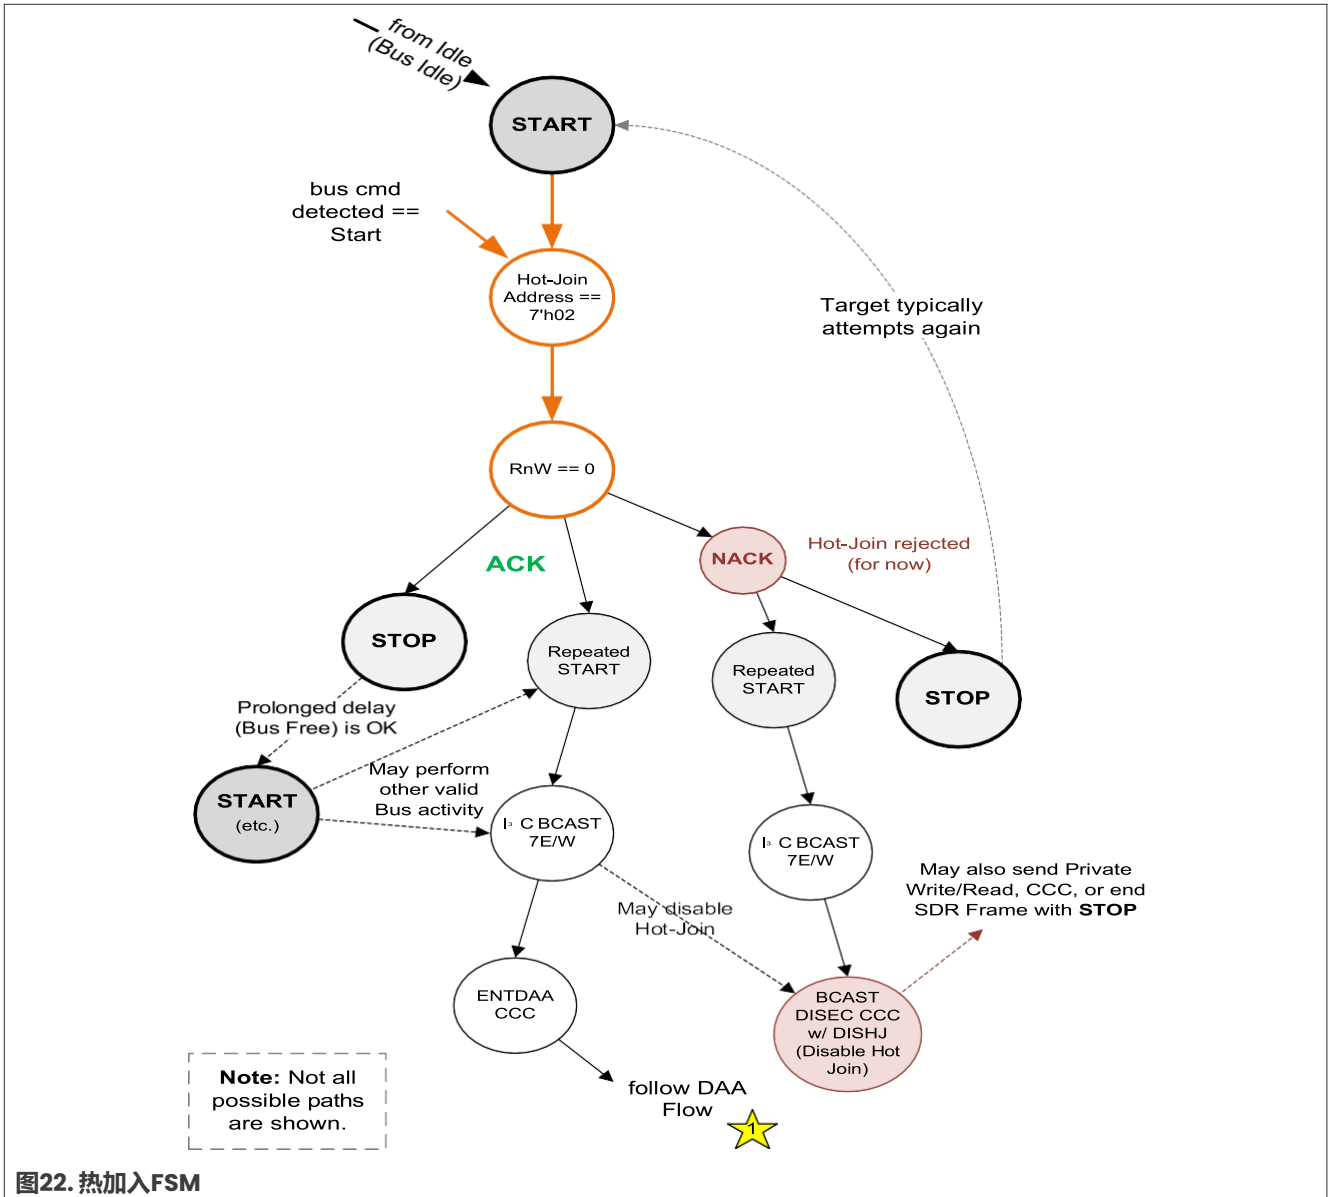 from Idle
(Bus Idle)
START
bus cmd
detected ==
Start
Hot-Join
Address ==
7'h02
Target typically
attempts again
RnW == 0
ACK
NACK
Hot-Join rejected
(for now)
STOP
Repeated
START
Repeated
START
STOP
Prolonged delay
(Bus Free) is OK
May perform
other valid
Bus activity
START
(etc.)
I³C BCAST
7E/W
I³C BCAST
7E/W
May also send Private
Write/Read, CCC, or end
SDR Frame with STOP
May disable
Hot-Join
ENTDAA
CCC
BCAST
DISEC CCC
w/ DISHJ
(Disable Hot
Join)
Note: Not all
possible paths
are shown.
follow DAA
Flow
1
图22. 热加入FSM